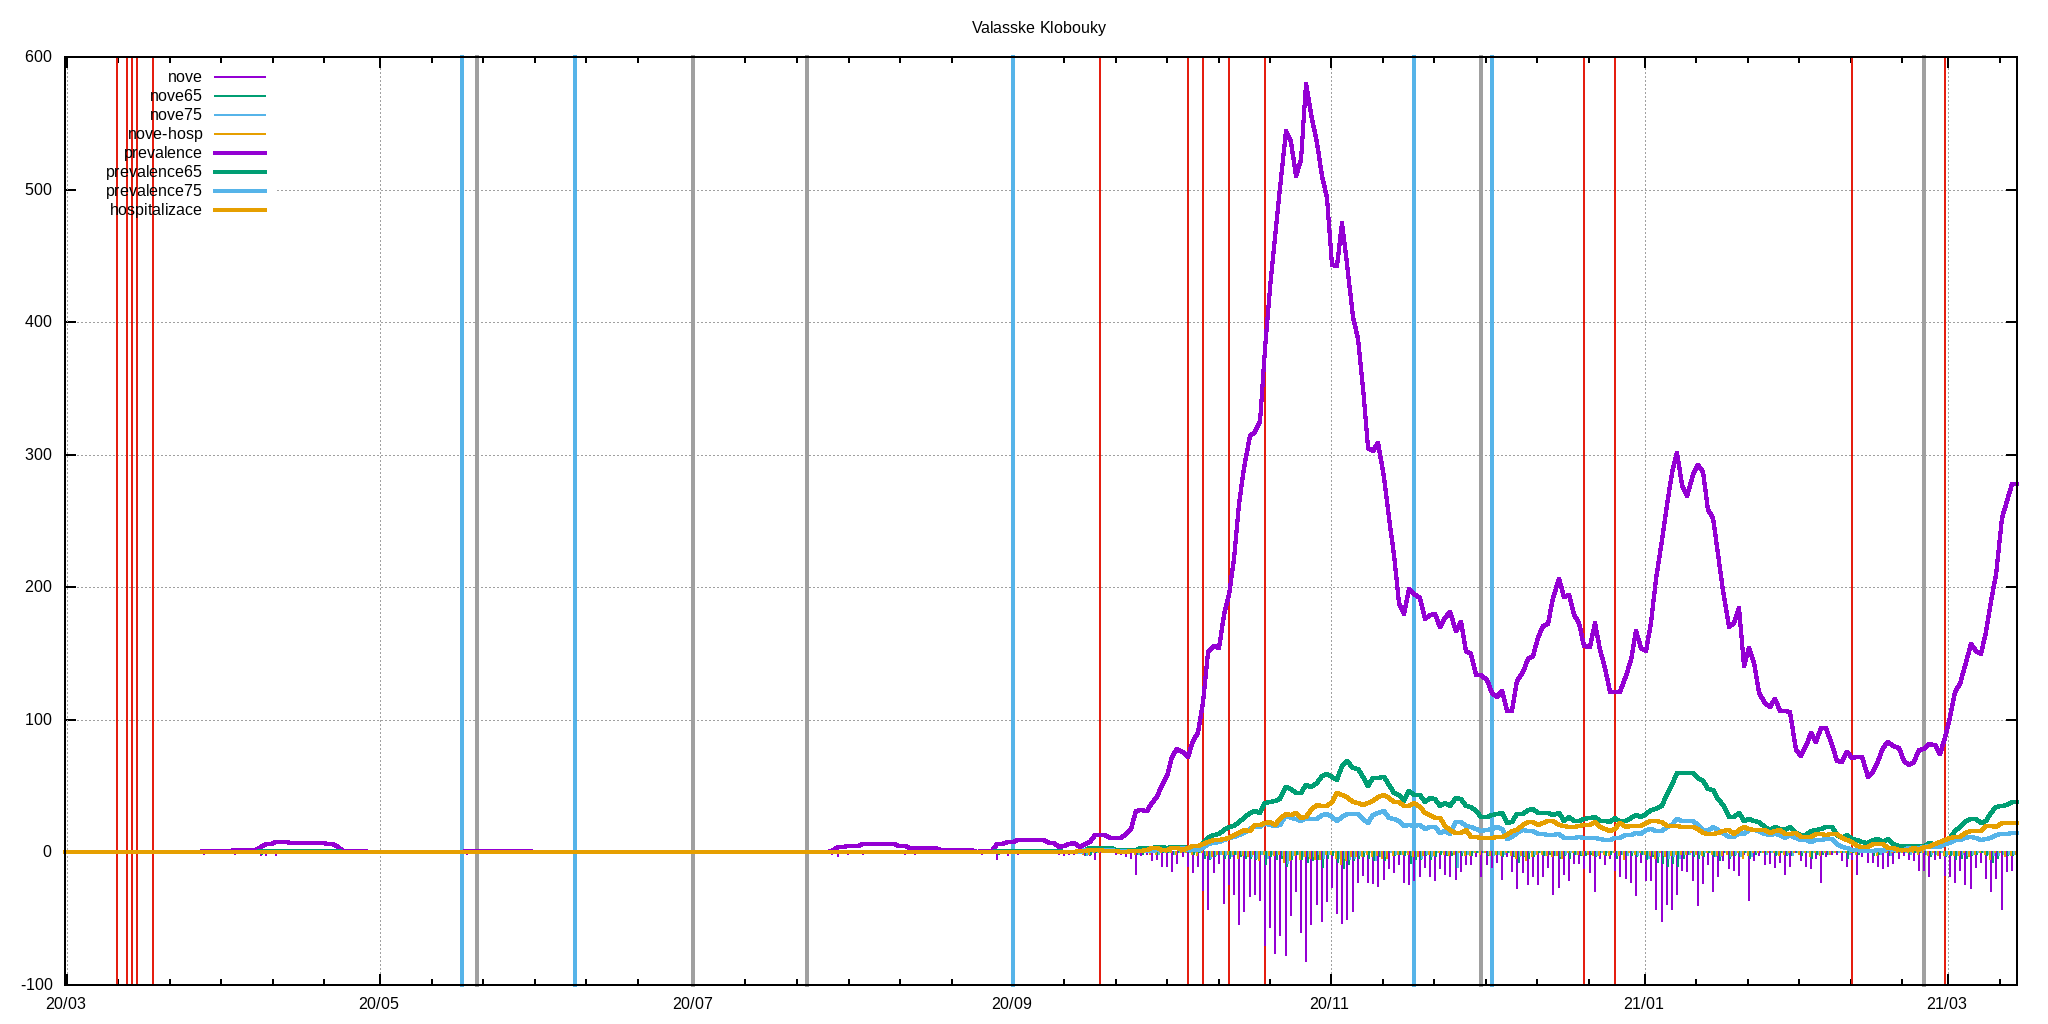 Valasske Klobouky
600
500
400
300
200
100
0
-100
nove
nove65
nove75
nove-hosp
prevalence
prevalence65
prevalence75
hospitalizace
20/03 20/05 20/07 20/09 20/11 21/01 21/03